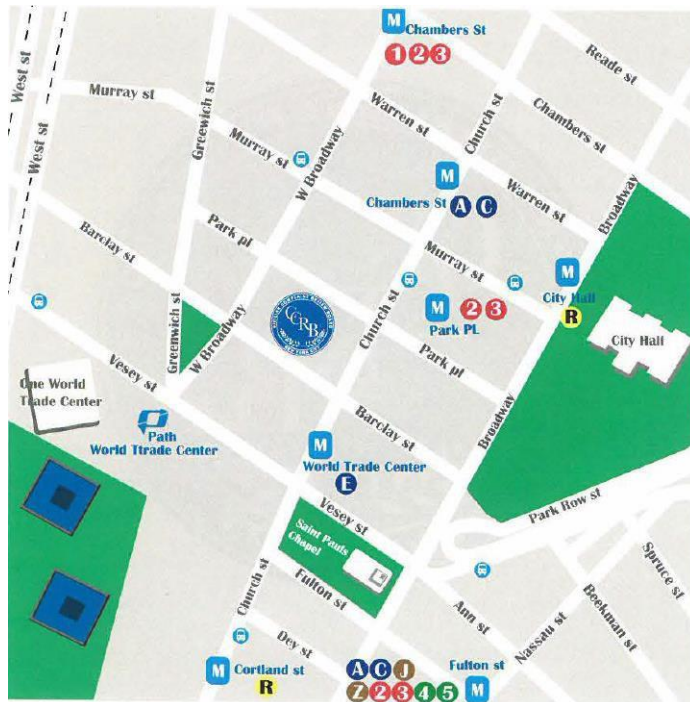 M
Chambers St
1 2 3
Reade st
West st
Murray st
Greewich st
Warren st
Church st
Chambers st
West st
Murray st
W Broadway
M
Chambers St A C
Warren st
Broadway
Barclay st
Park pl
Murray st
M
City Hall
R
City Hall
Greenwich st
W Broadway
CCRB
Church st
M
2 3
Park PL
Park pl
Vesey st
One World
Trade Center
Path
World Ttrade Center
Barclay st
Broadway
M
World Trade Center
E
Vesey st
Park Row st
Saint Pauls
Chapel
Fulton st
Church st
Dey st
Ann st
Nassau st
Beekman st
Spruce st
M
Cortland st
R
A C J
Z 2 3 4 5
Fulton st
M